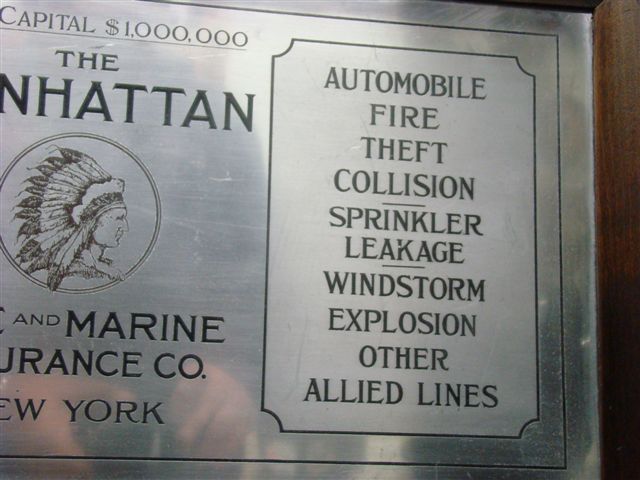 CAPITAL $1,000,000
THE
NHATTAN
AND MARINE
URANCE CO.
EW YORK
AUTOMOBILE
FIRE
THEFT
COLLISION
SPRINKLER
LEAKAGE
WINDSTORM
EXPLOSION
OTHER
ALLIED LINES